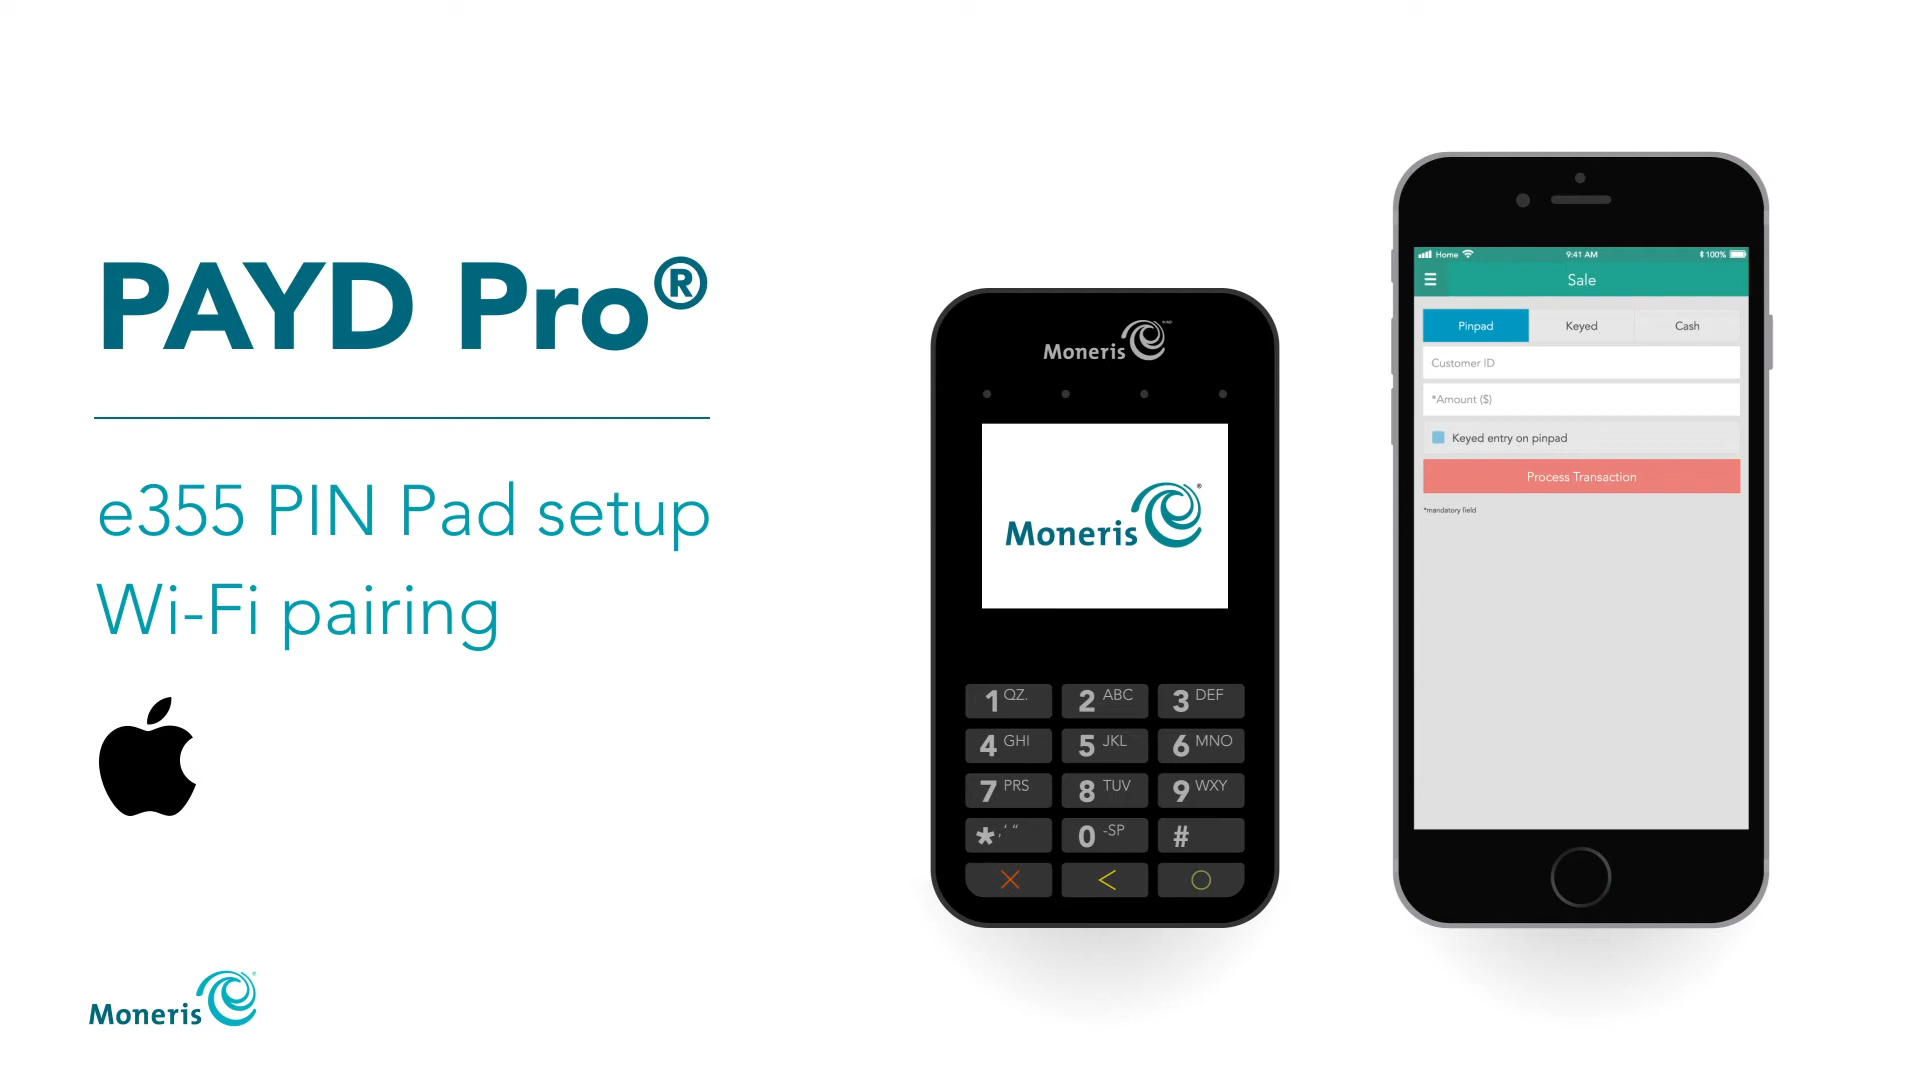 PAYD Pro®
e355 PIN Pad setup
Wi-Fi pairing
Moneris®
Moneris
Moneris®
1 QZ.
2 ABC
3 DEF
4 GHI
5 JKL
6 MNO
7 PRS
8 TUV
9 WXY
* ,‘ “
0 -SP
#
Home 9:41 AM 100%
Sale
Pinpad Keyed Cash
Customer ID
*Amount ($)
Keyed entry on pinpad
Process Transaction
*mandatory field